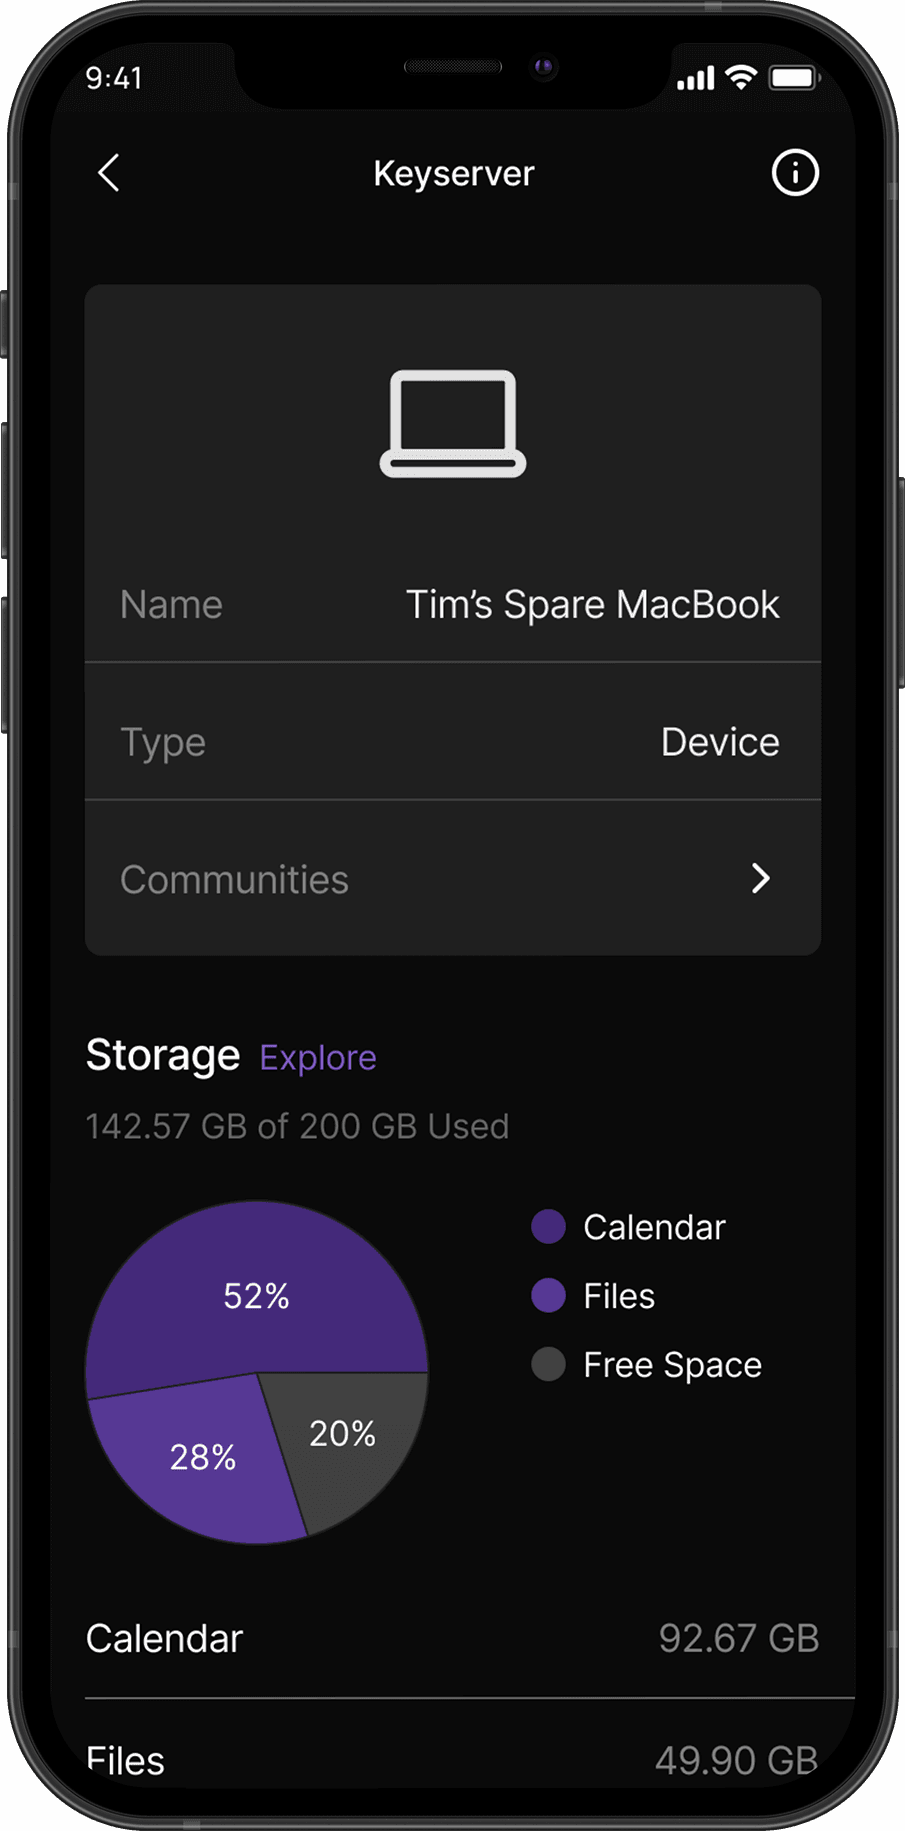 9:41
Keyserver
Name Tim's Spare MacBook
Type Device
Communities
Storage Explore
142.57 GB of 200 GB Used
52%
28%
20%
Calendar
Files
Free Space
Calendar 92.67 GB
Files 49.90 GB